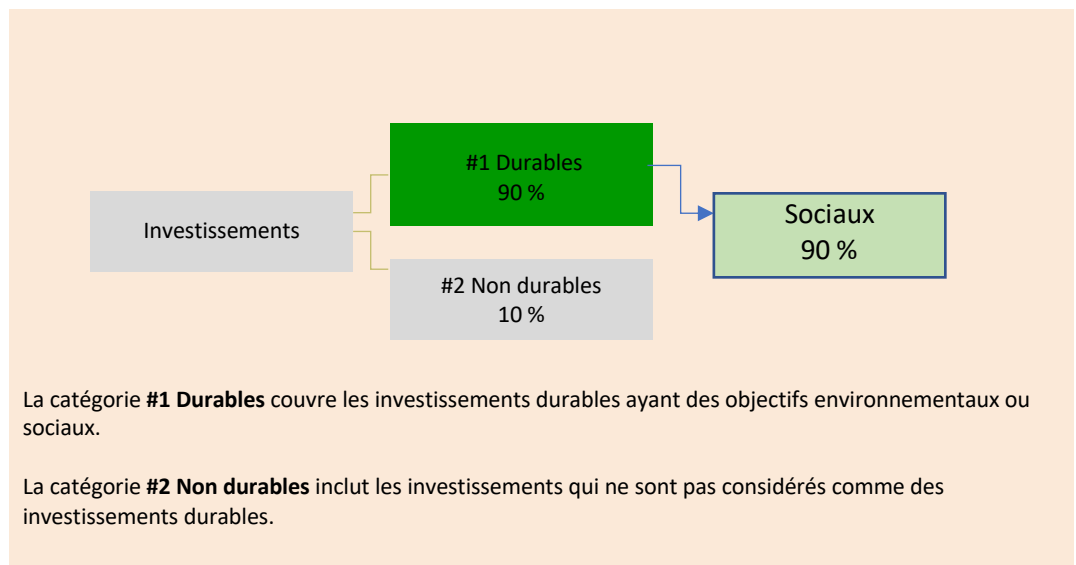 #1 Durables
90 %
Investissements
Sociaux
90 %
#2 Non durables
10 %
La catégorie #1 Durables couvre les investissements durables ayant des objectifs environnementaux ou
sociaux.
La catégorie #2 Non durables inclut les investissements qui ne sont pas considérés comme des
investissements durables.